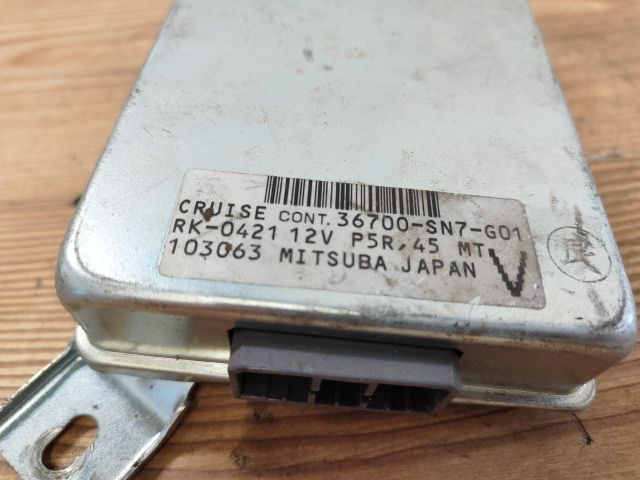 CRUISE CONT. 36700-SN7-G01
RK-0421 12V P5R,45 MT
103063 MITSUBA JAPAN V